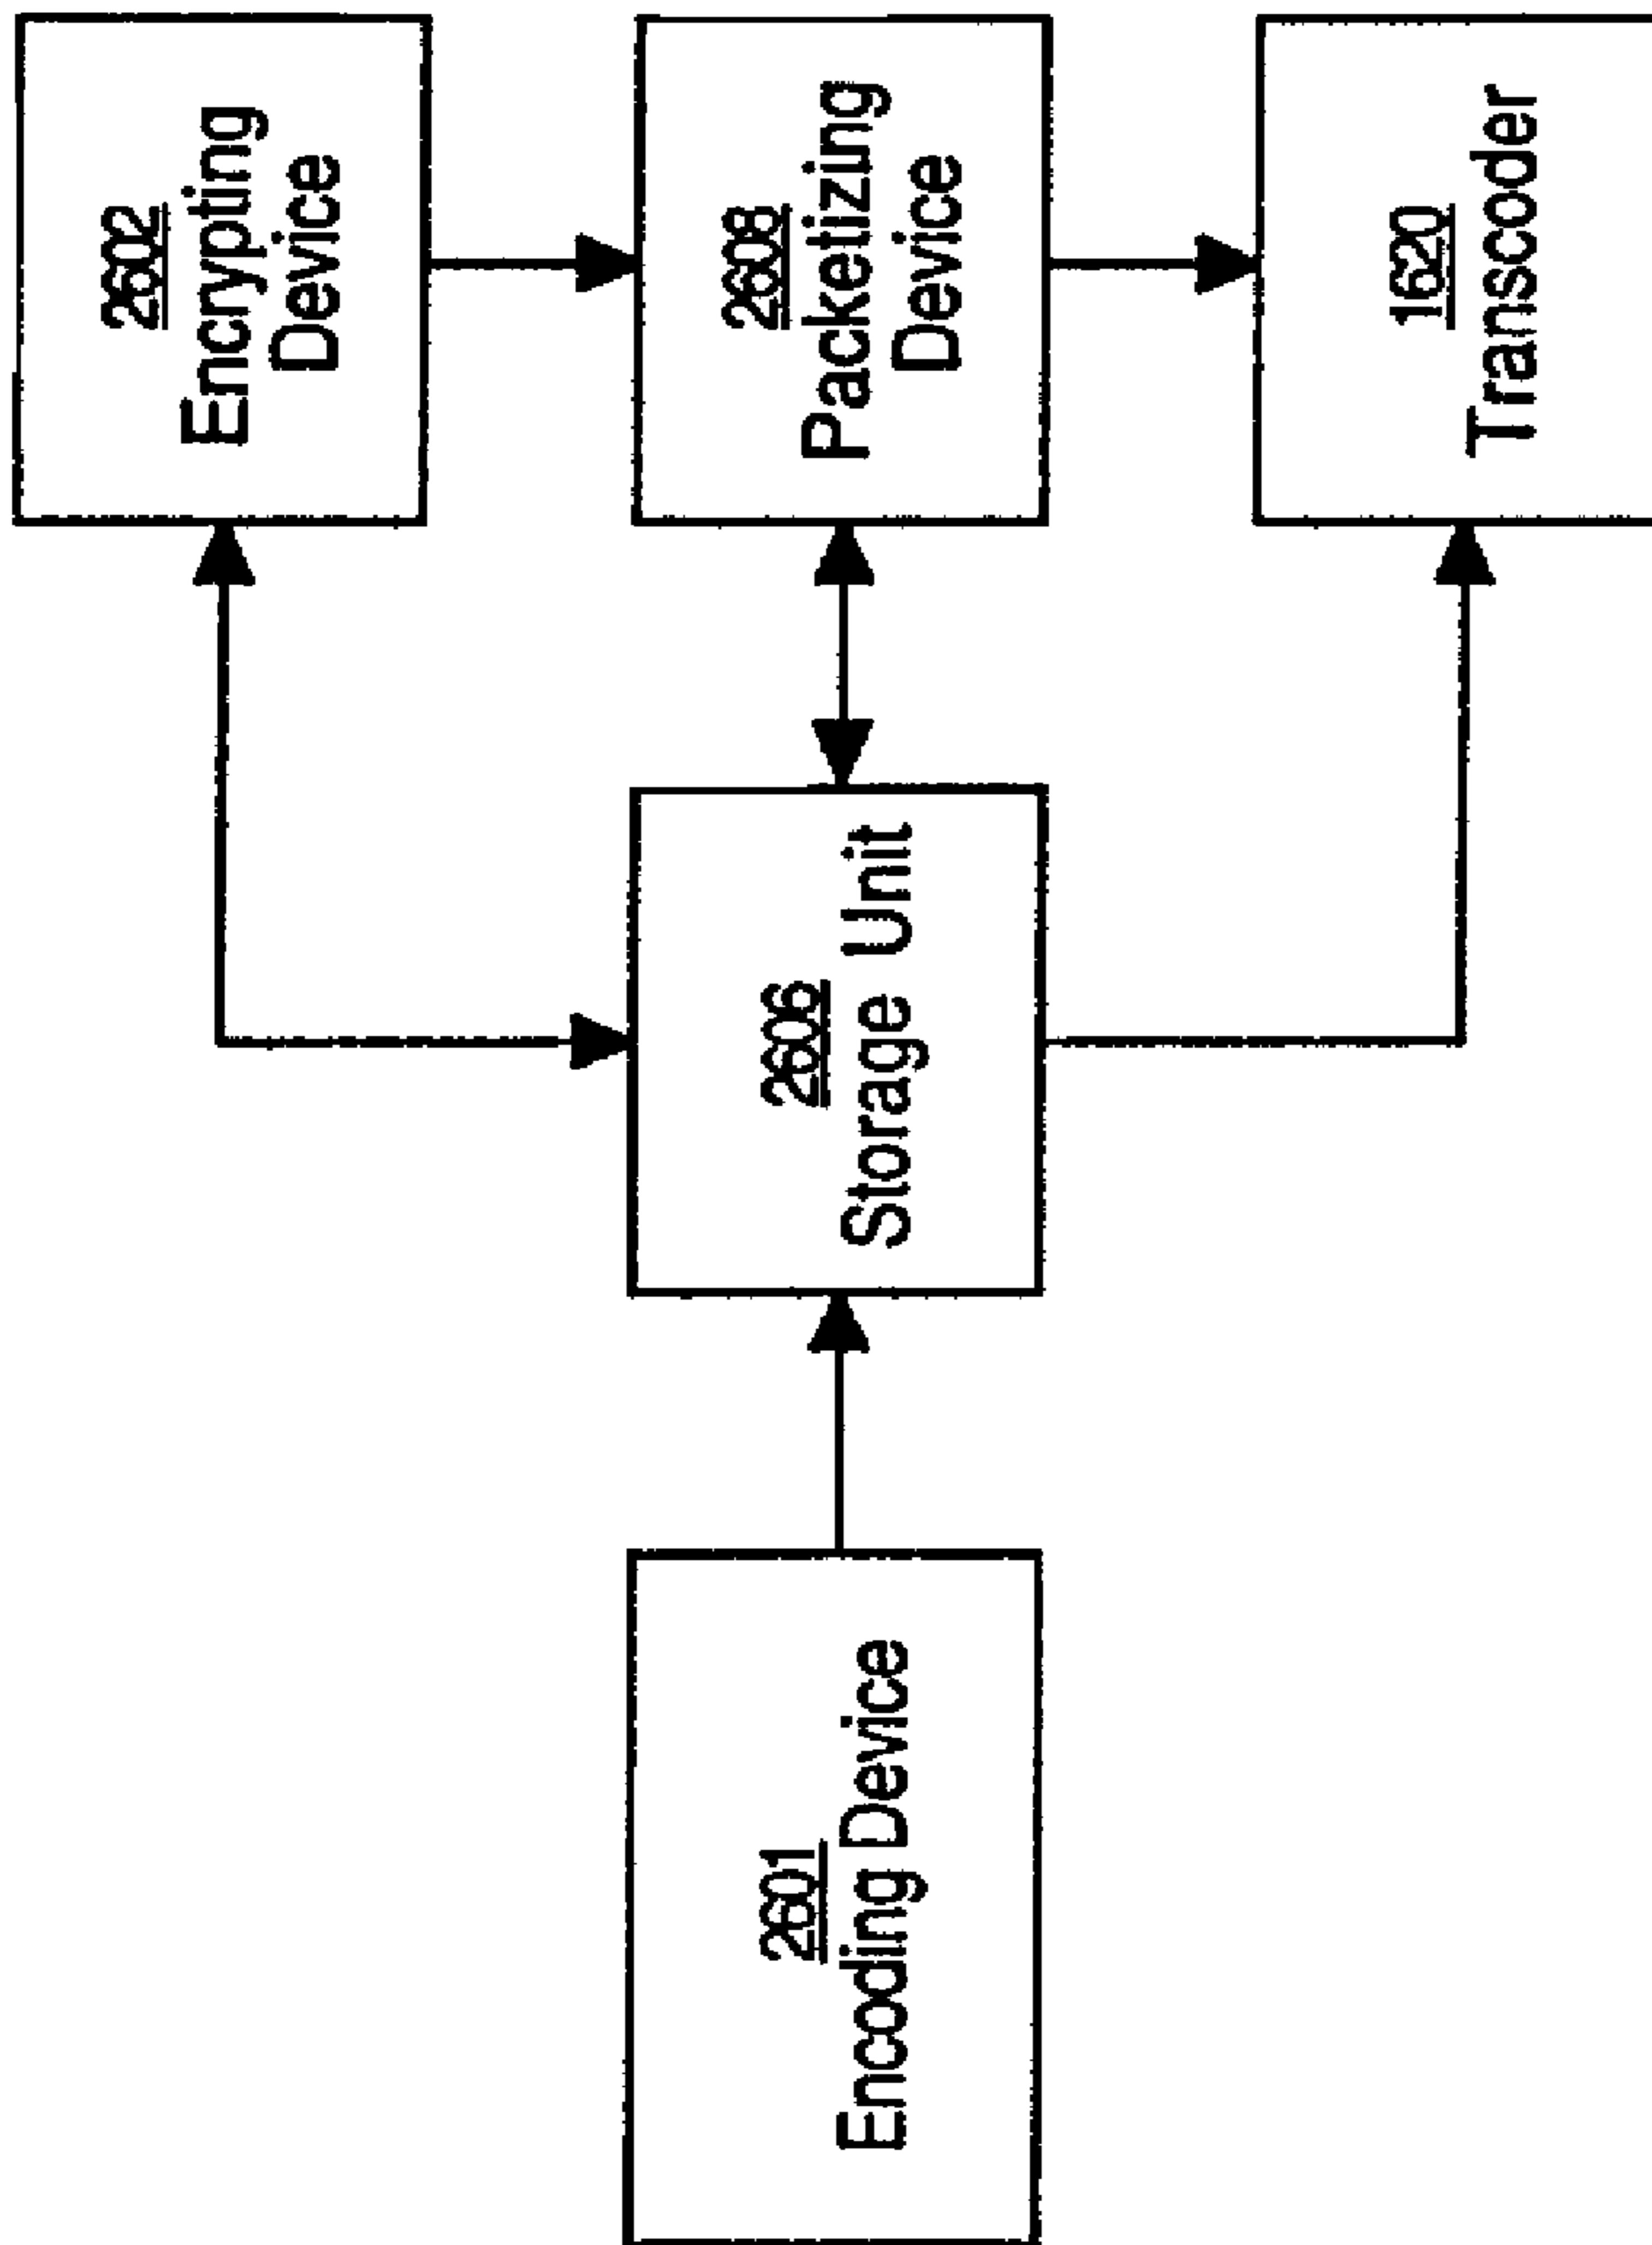 2601
Encoding Device
2606
Storage Unit
2602
Encrypting
Device
2608
Packetizing
Device
1620
Transcoder